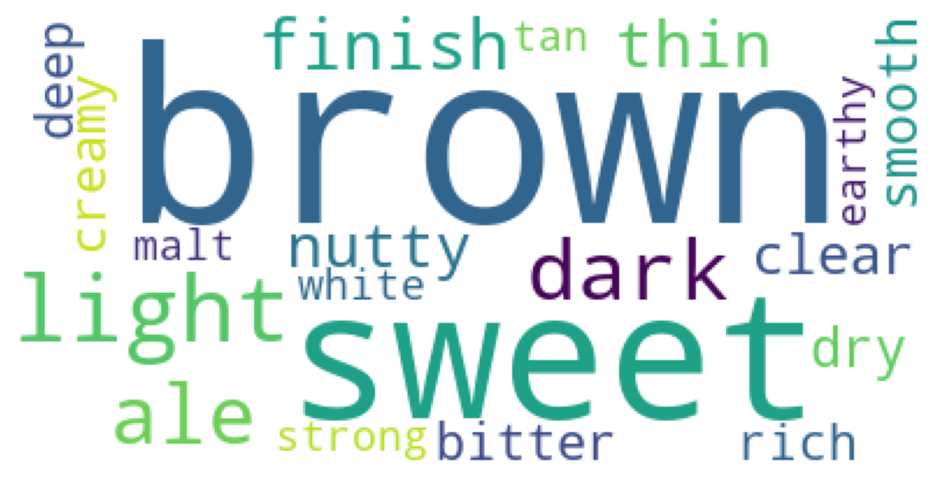 deep
finish
tan
thin
smooth
brown
creamy
earthy
malt
nutty
dark
clear
white
light
sweet
dry
ale
strong
bitter
rich